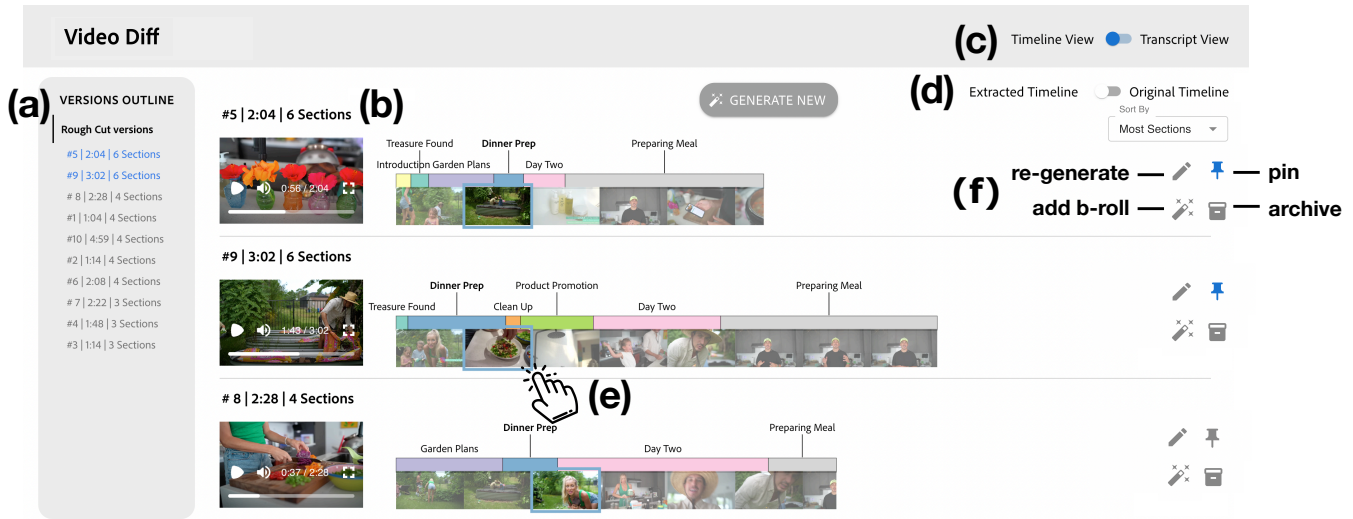 Video Diff
(c)
Timeline View
Transcript View
(a)
VERSIONS OUTLINE
Rough Cut versions
#5 | 2:04 | 6 Sections
#9 | 3:02 | 6 Sections
# 8 | 2:28 | 4 Sections
#1 | 1:04 | 4 Sections
#10 | 4:59 | 4 Sections
#2 | 1:14 | 4 Sections
#6 | 2:08 | 4 Sections
# 7 | 2:22 | 3 Sections
#4 | 1:48 | 3 Sections
#3 | 1:14 | 3 Sections
(b)
GENERATE NEW
(d)
Extracted Timeline
Original Timeline
Sort By
Most Sections
#5 | 2:04 | 6 Sections
0:56 / 2:04
Treasure Found
Dinner Prep
Preparing Meal
Introduction
Garden Plans
Day Two
(f)
re-generate
pin
add b-roll
archive
#9 | 3:02 | 6 Sections
1:43 / 3:02
Dinner Prep
Product Promotion
Preparing Meal
Treasure Found
Clean Up
Day Two
(e)
# 8 | 2:28 | 4 Sections
0:37 / 2:28
Dinner Prep
Preparing Meal
Garden Plans
Day Two